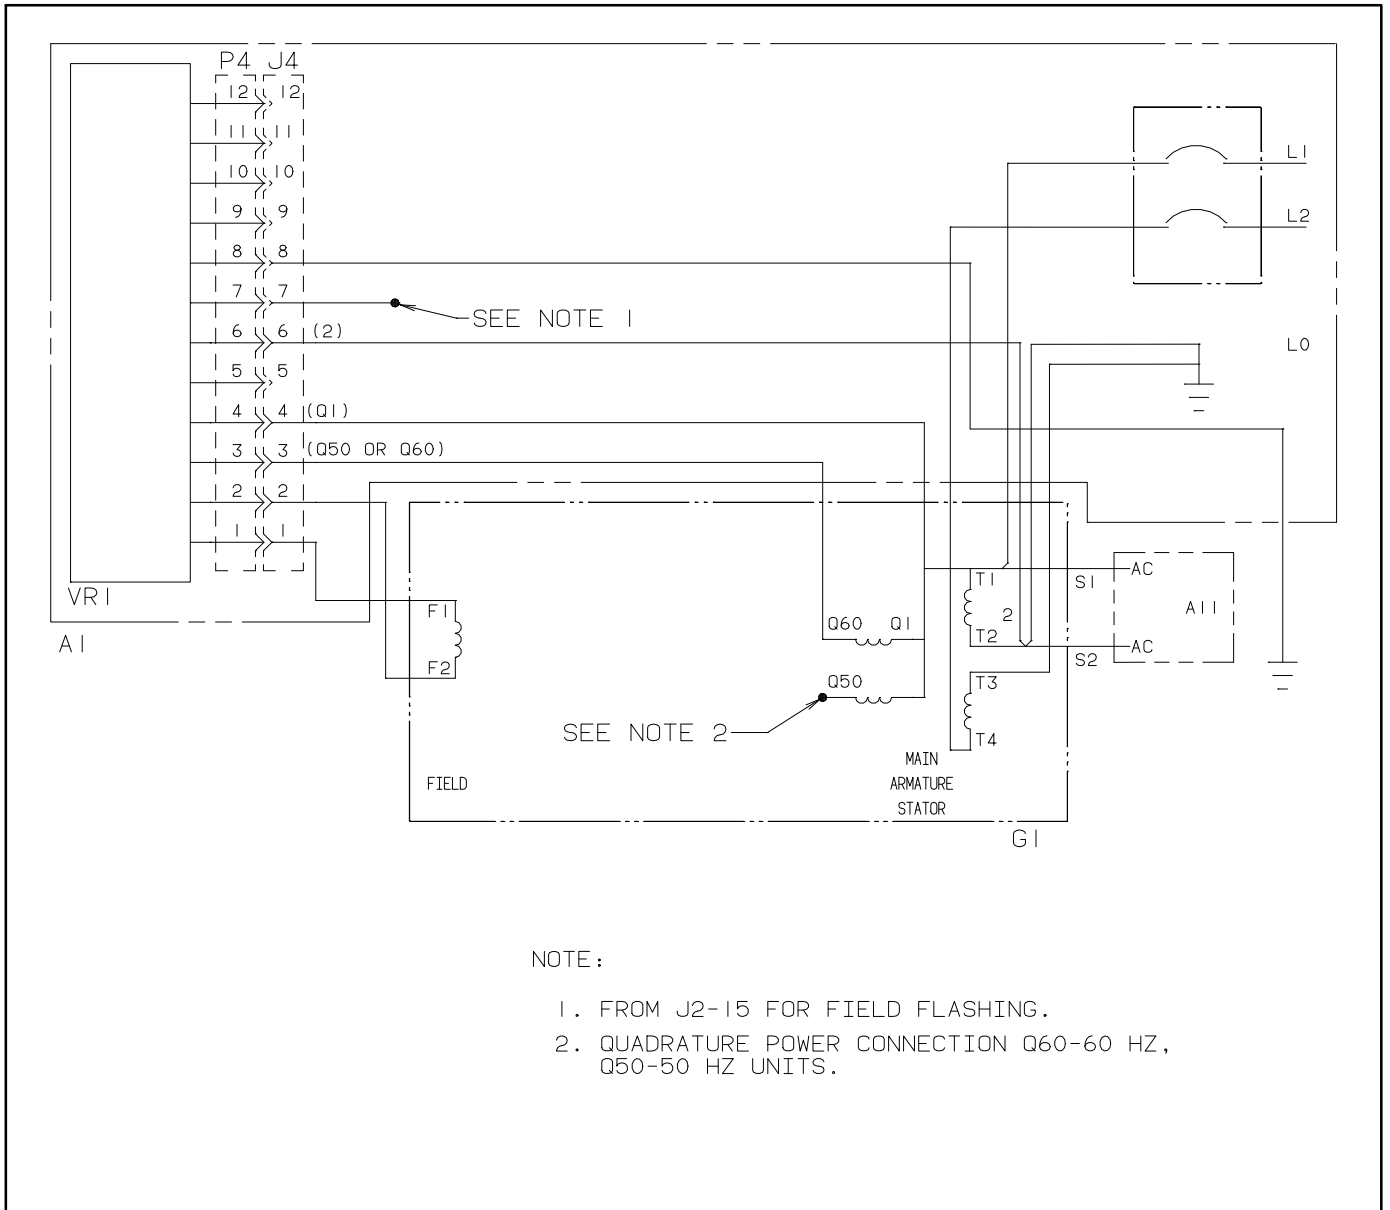 P4 J4
12 12
11 11
10 10
9 9
8 8
7 7
6 6 (2)
5 5
4 4 (Q1)
3 3 (Q50 OR Q60)
2 2
1 1
VR1
A1
SEE NOTE 1
L1
L2
L0
F1
F2
FIELD
Q60 Q1
Q50
SEE NOTE 2
T1
2
T2
T3
T4
MAIN
ARMATURE
STATOR
G1
S1
S2
AC
A11
AC
NOTE:
1. FROM J2-15 FOR FIELD FLASHING.
2. QUADRATURE POWER CONNECTION Q60-60 HZ,
Q50-50 HZ UNITS.